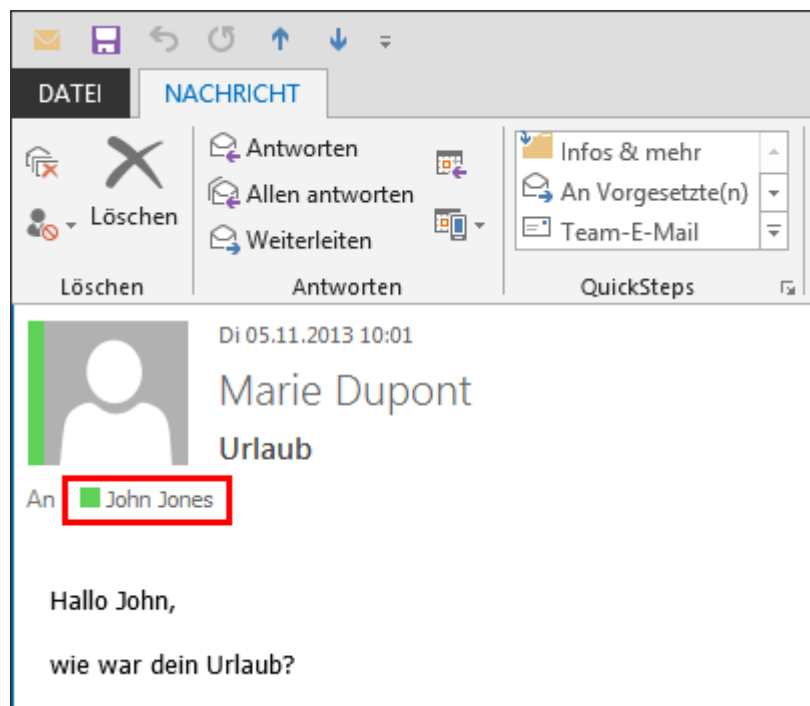 DATEI NACHRICHT
Löschen
Antworten
Allen antworten
Weiterleiten
Infos & mehr
An Vorgesetzte(n)
Team-E-Mail
Löschen Antworten QuickSteps
Di 05.11.2013 10:01
Marie Dupont
Urlaub
An John Jones
Hallo John,
wie war dein Urlaub?